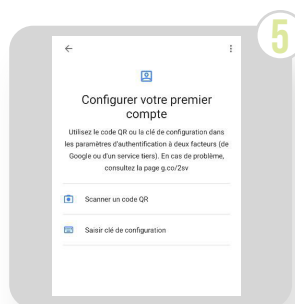 5
Configurer votre premier
compte
Utilisez le code QR ou la clé de configuration dans
les paramètres d'authentification à deux facteurs (de
Google ou d'un service tiers). En cas de problème,
consultez la page g.co/2sv
Scanner un code QR
Saisir clé de configuration